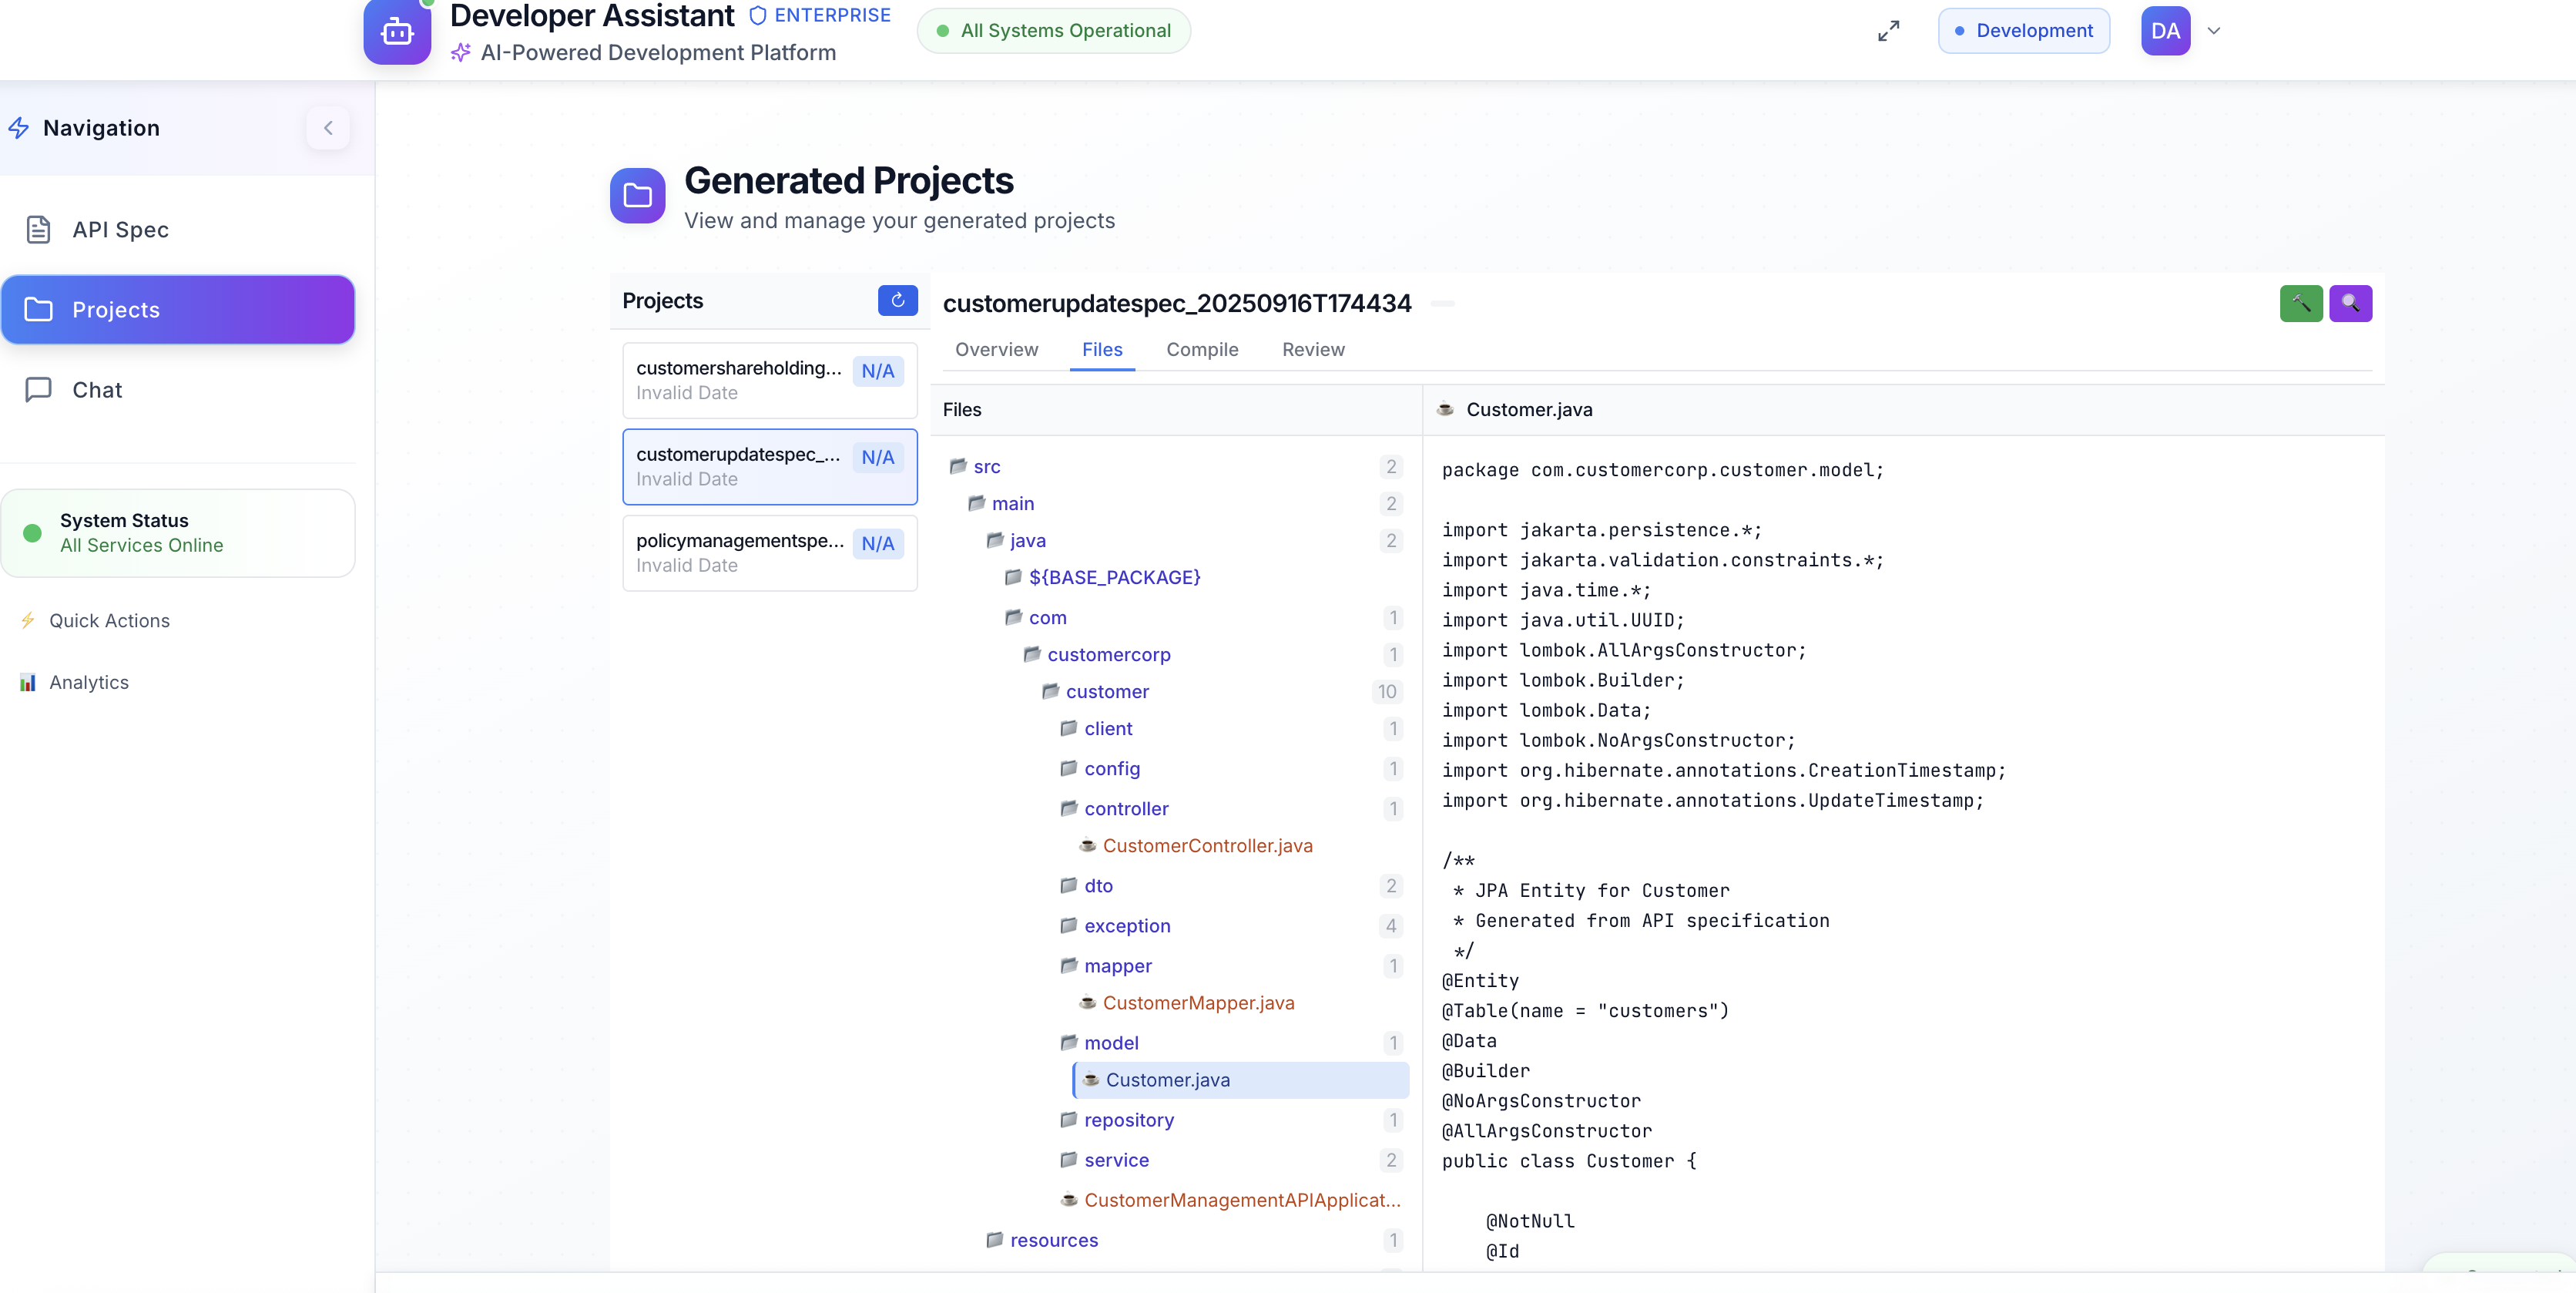 Developer Assistant
ENTERPRISE
AI-Powered Development Platform
All Systems Operational
Development
DA
Navigation
API Spec
Projects
Chat
System Status
All Services Online
Quick Actions
Analytics
Generated Projects
View and manage your generated projects
Projects
customershareholding...
N/A
Invalid Date
customerupdatespec_...
N/A
Invalid Date
policymanagementspe...
N/A
Invalid Date
customerupdatespec_20250916T174434
Overview
Files
Compile
Review
Files
src 2
main 2
java 2
${BASE_PACKAGE}
com 1
customercorp 1
customer 10
client 1
config 1
controller 1
CustomerController.java
dto 2
exception 4
mapper 1
CustomerMapper.java
model 1
Customer.java
repository 1
service 2
CustomerManagementAPIApplicat...
resources 1
Customer.java
package com.customercorp.customer.model;
import jakarta.persistence.*;
import jakarta.validation.constraints.*;
import java.time.*;
import java.util.UUID;
import lombok.AllArgsConstructor;
import lombok.Builder;
import lombok.Data;
import lombok.NoArgsConstructor;
import org.hibernate.annotations.CreationTimestamp;
import org.hibernate.annotations.UpdateTimestamp;
/**
 * JPA Entity for Customer
 * Generated from API specification
 */
@Entity
@Table(name = "customers")
@Data
@Builder
@NoArgsConstructor
@AllArgsConstructor
public class Customer {
    @NotNull
    @Id